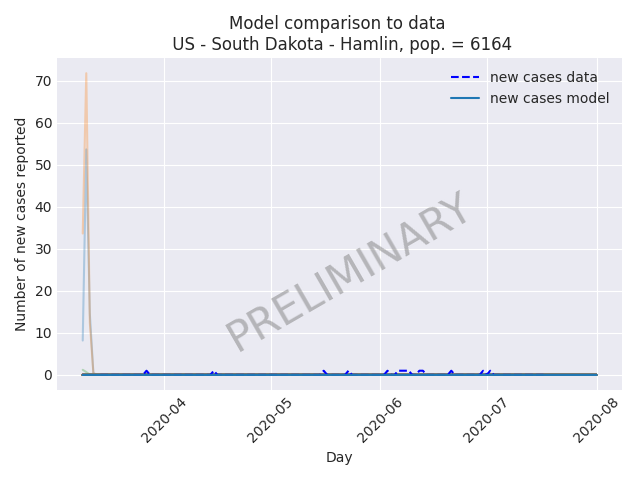 Model comparison to data
US - South Dakota - Hamlin, pop. = 6164
new cases data
new cases model
Number of new cases reported
70
60
50
40
30
20
10
0
PRELIMINARY
2020-04
2020-05
2020-06
2020-07
2020-08
Day